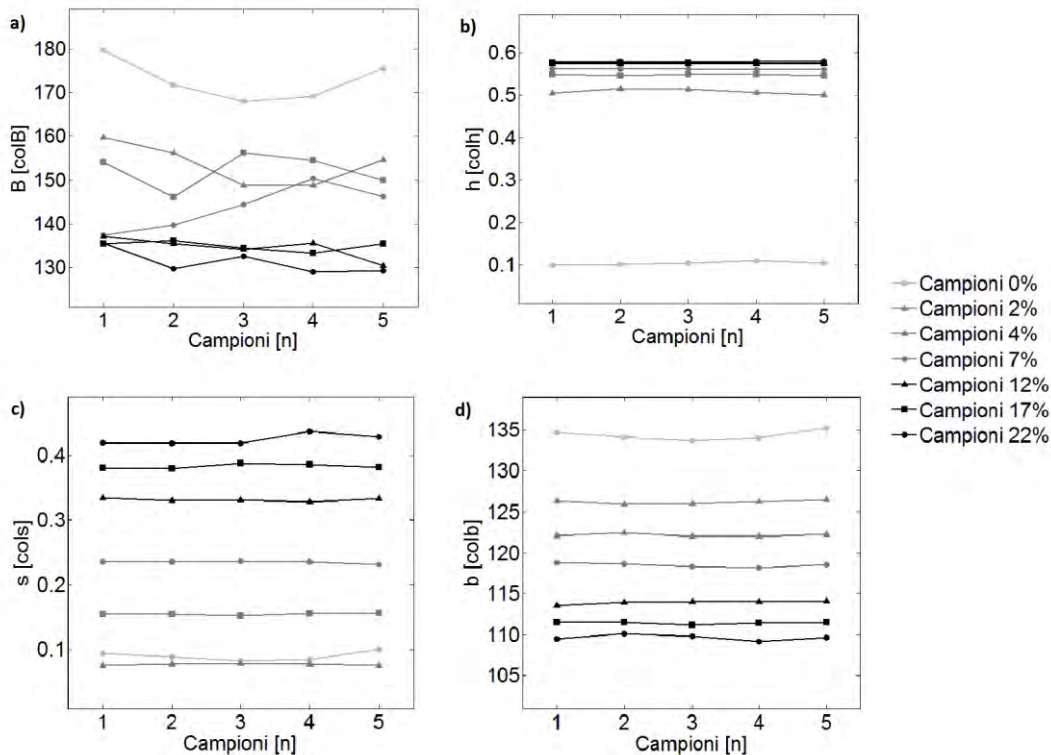 a)
180
170
160
150
140
130
B [colB]
1 2 3 4 5
Campioni [n]
b)
0.6
0.5
0.4
0.3
0.2
0.1
h [colh]
1 2 3 4 5
Campioni [n]
Campioni 0%
Campioni 2%
Campioni 4%
Campioni 7%
Campioni 12%
Campioni 17%
Campioni 22%
c)
0.4
0.3
0.2
0.1
s [cols]
1 2 3 4 5
Campioni [n]
d)
135
130
125
120
115
110
105
b [colb]
1 2 3 4 5
Campioni [n]